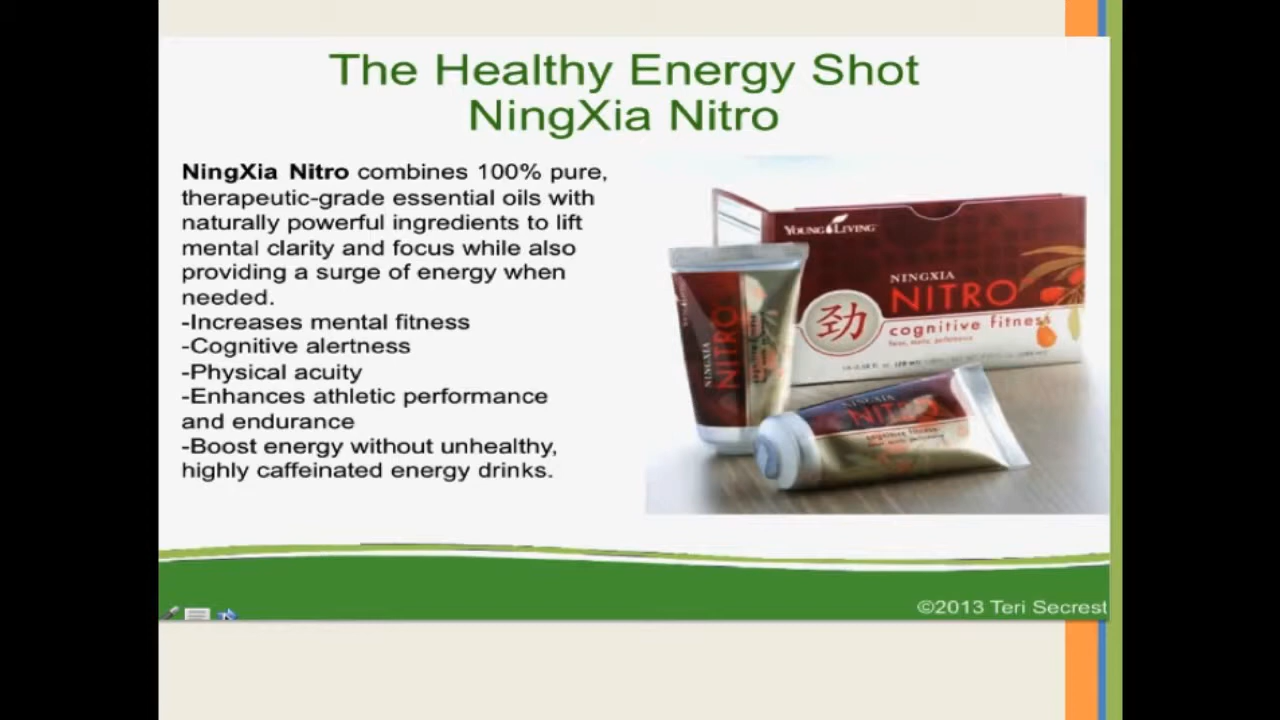 The Healthy Energy Shot
NingXia Nitro
NingXia Nitro combines 100% pure,
therapeutic-grade essential oils with
naturally powerful ingredients to lift
mental clarity and focus while also
providing a surge of energy when
needed.
-Increases mental fitness
-Cognitive alertness
-Physical acuity
-Enhances athletic performance
and endurance
-Boost energy without unhealthy,
highly caffeinated energy drinks.
YOUNG LIVING
NINGXIA
NITRO
cognitive fitness
劲
NINGXIA
NITRO
NINGXIA
NITRO
cognitive fitness
©2013 Teri Secrest